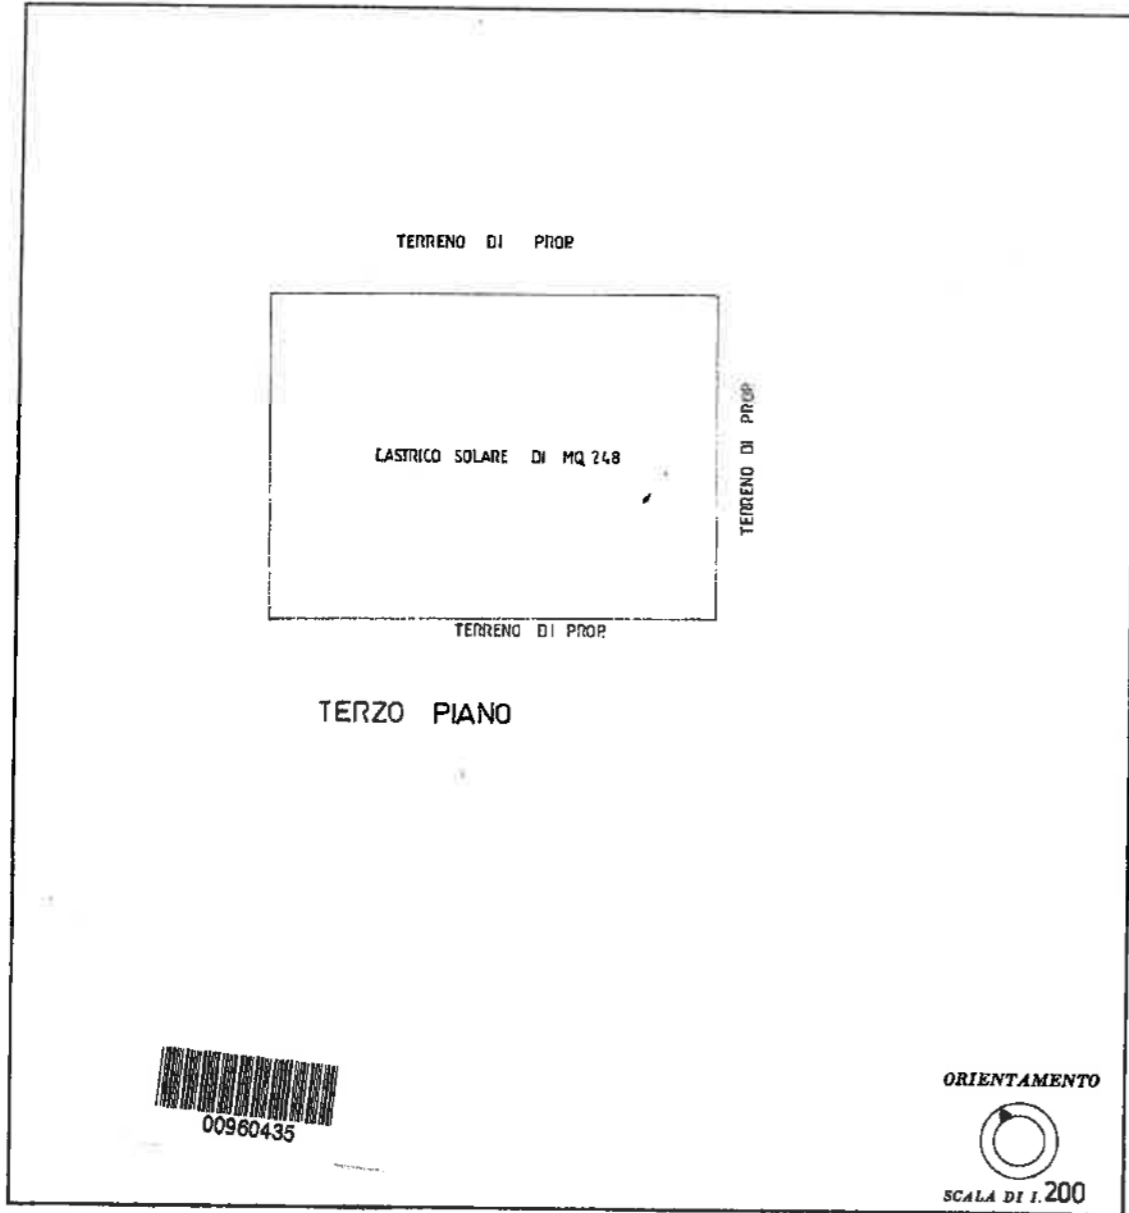 TERRENO DI PROP.
LASTRICO SOLARE DI MQ 248
TERRENO DI PROP.
TERRENO DI PROP.
TERZO PIANO
00960435
ORIENTAMENTO
SCALA DI 1. 200